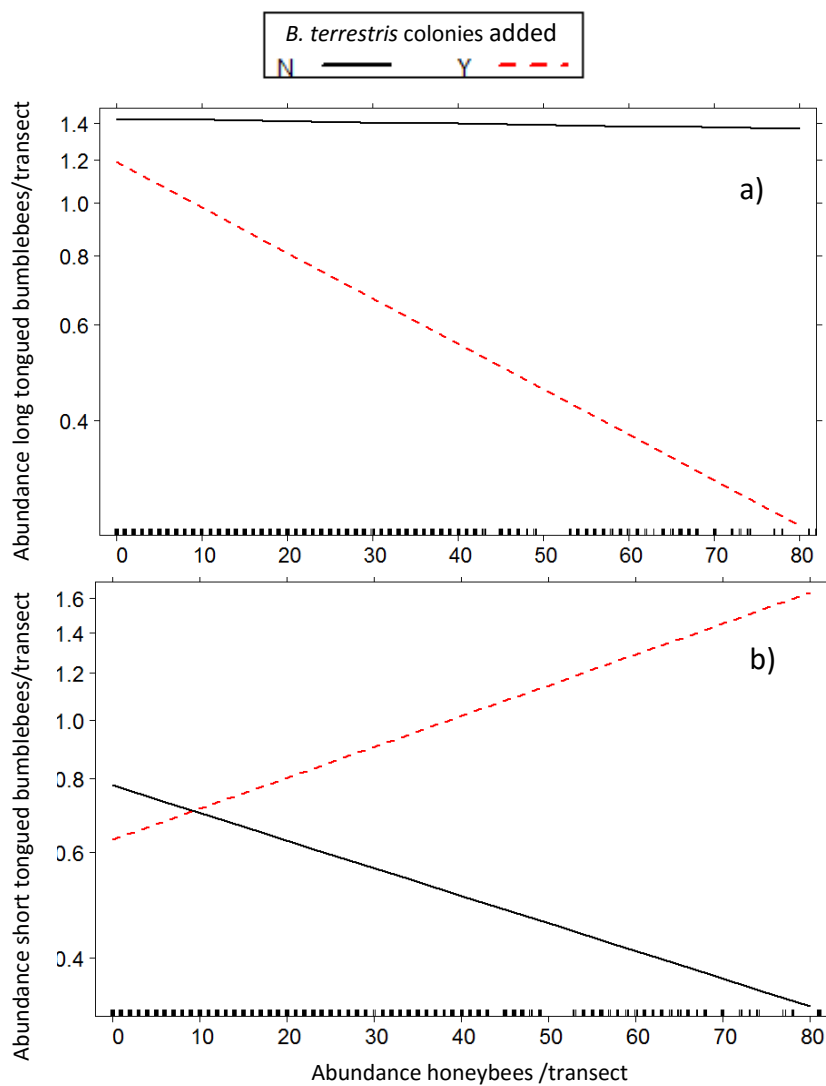 B. terrestris colonies added
N Y
Abundance long tongued bumblebees/transect
1.4
1.2
1.0
0.8
0.6
0.4
a)
0 10 20 30 40 50 60 70 80
Abundance short tongued bumblebees/transect
1.6
1.4
1.2
1.0
0.8
0.6
0.4
b)
0 10 20 30 40 50 60 70 80
Abundance honeybees /transect